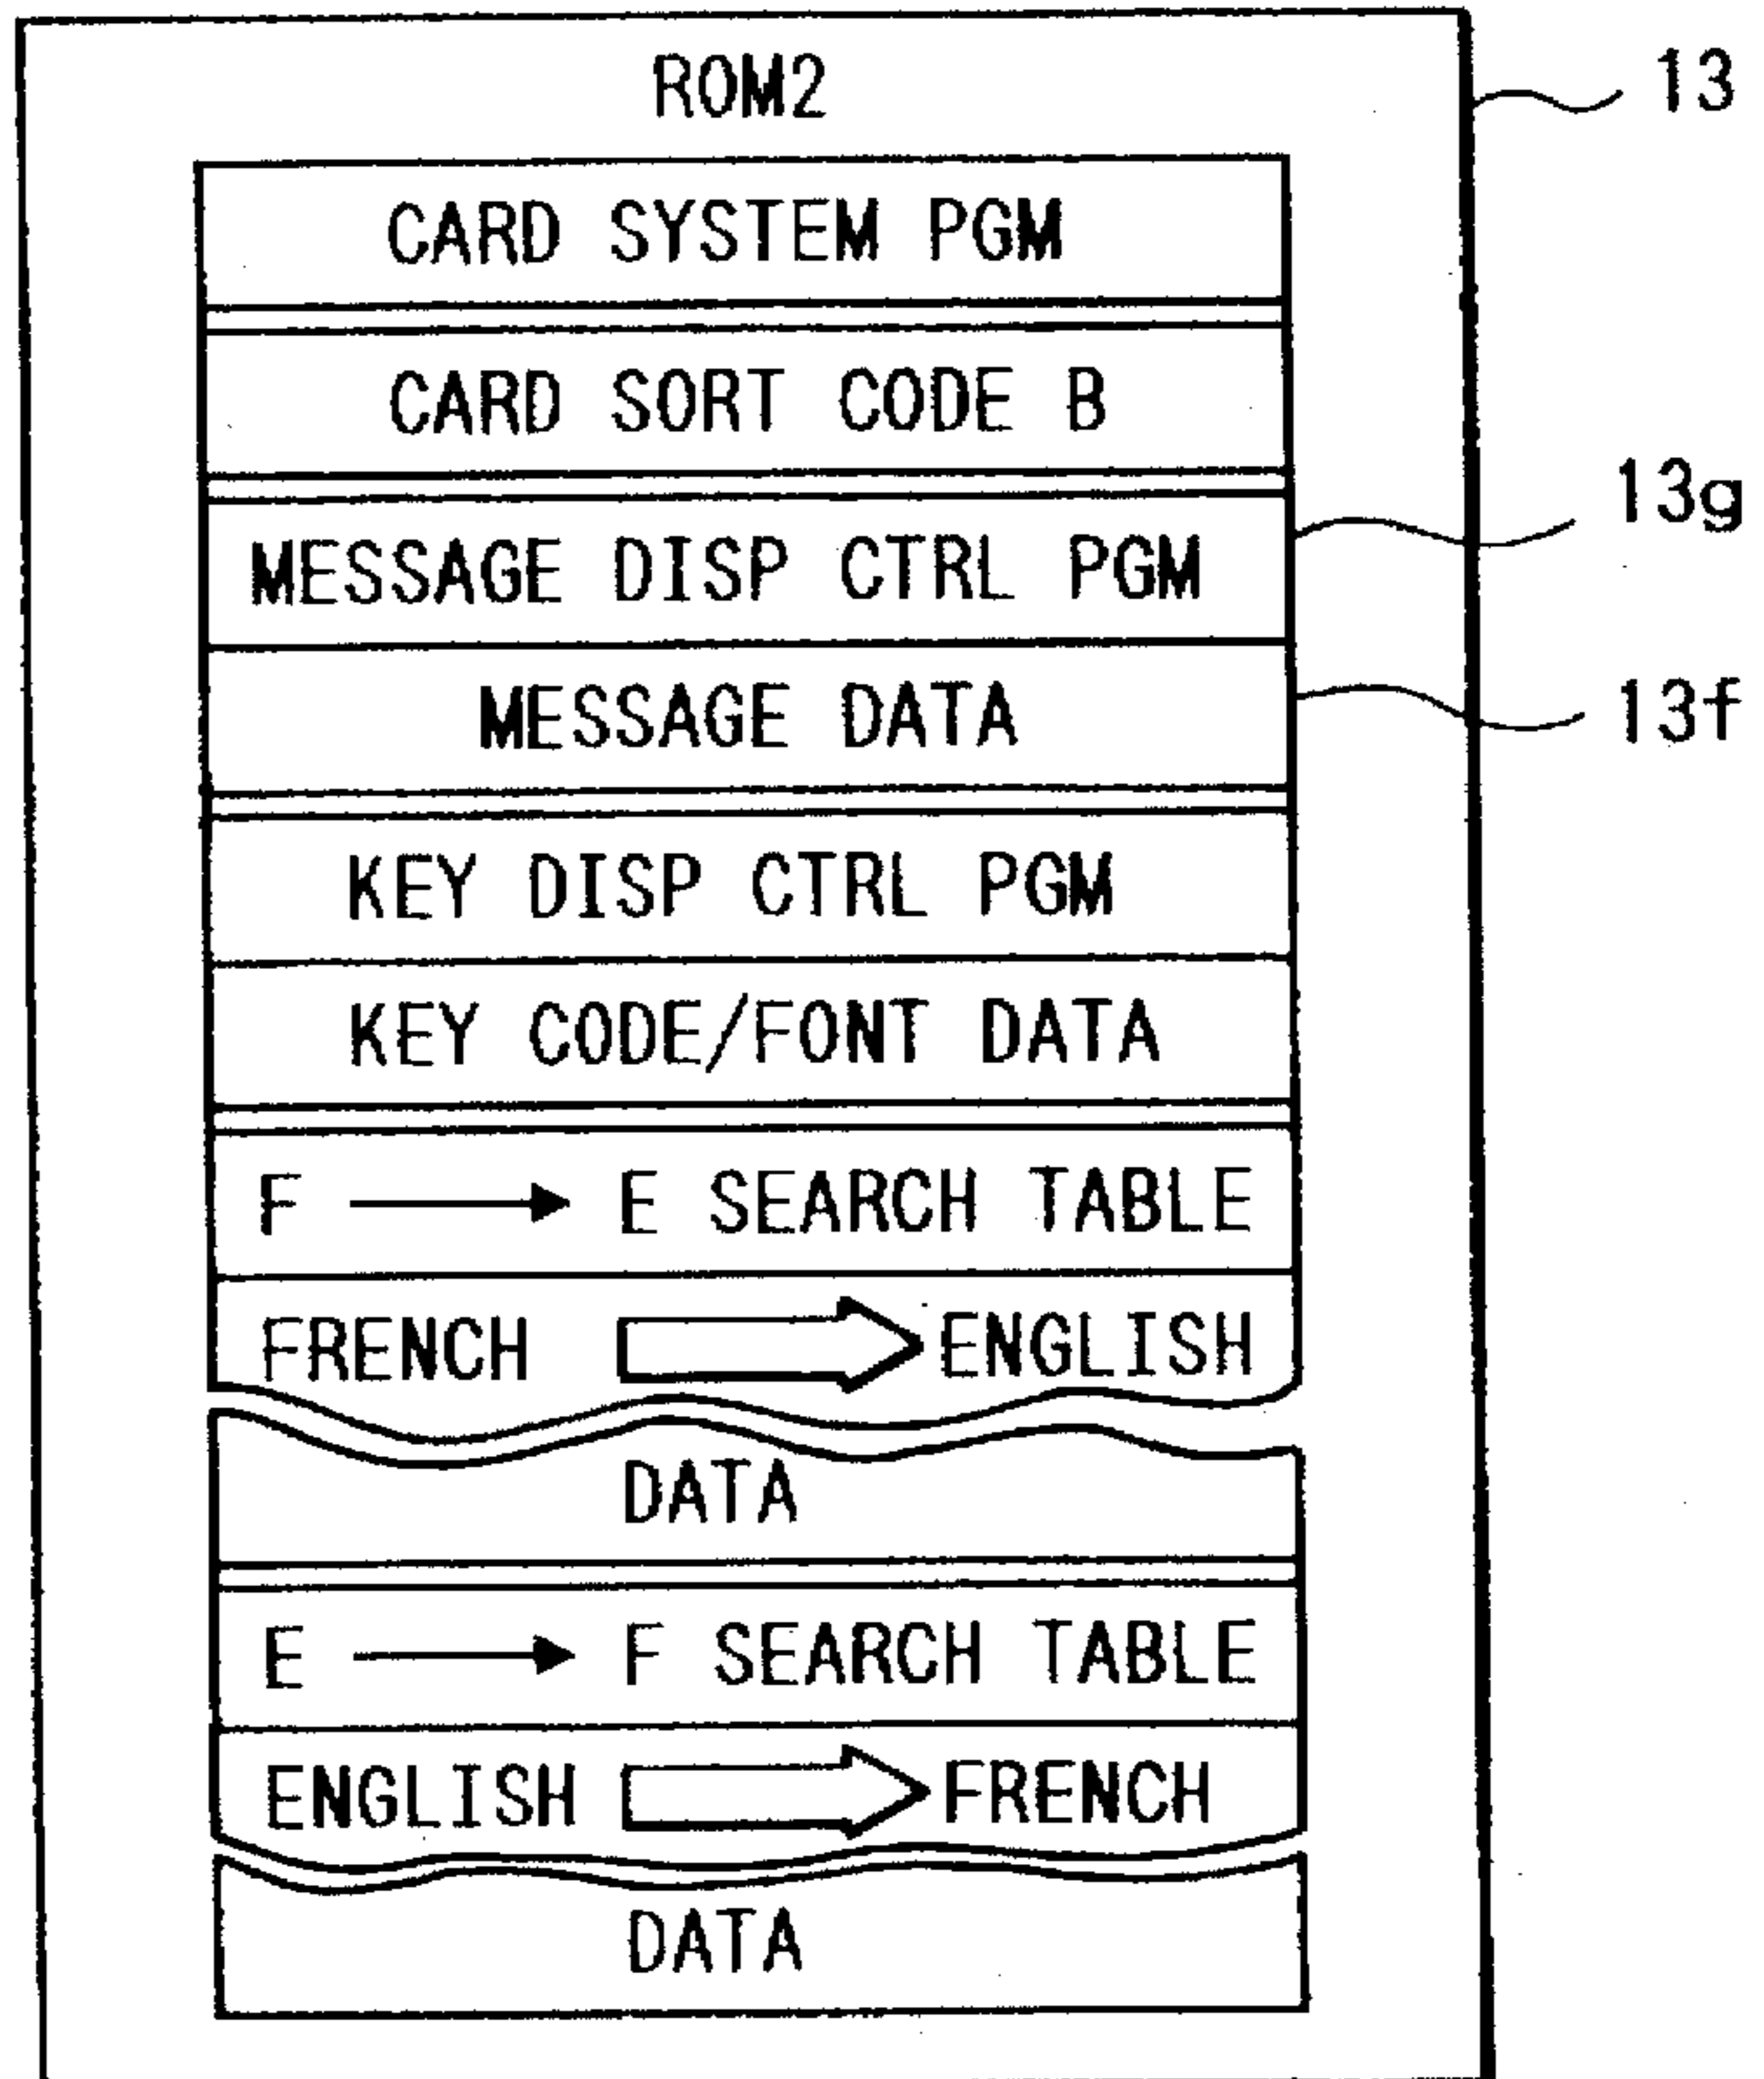 ROM2
13
CARD SYSTEM PGM
CARD SORT CODE B
13g
MESSAGE DISP CTRL PGM
MESSAGE DATA
13f
KEY DISP CTRL PGM
KEY CODE/FONT DATA
F → E SEARCH TABLE
FRENCH ⇒ ENGLISH
DATA
E → F SEARCH TABLE
ENGLISH ⇒ FRENCH
DATA